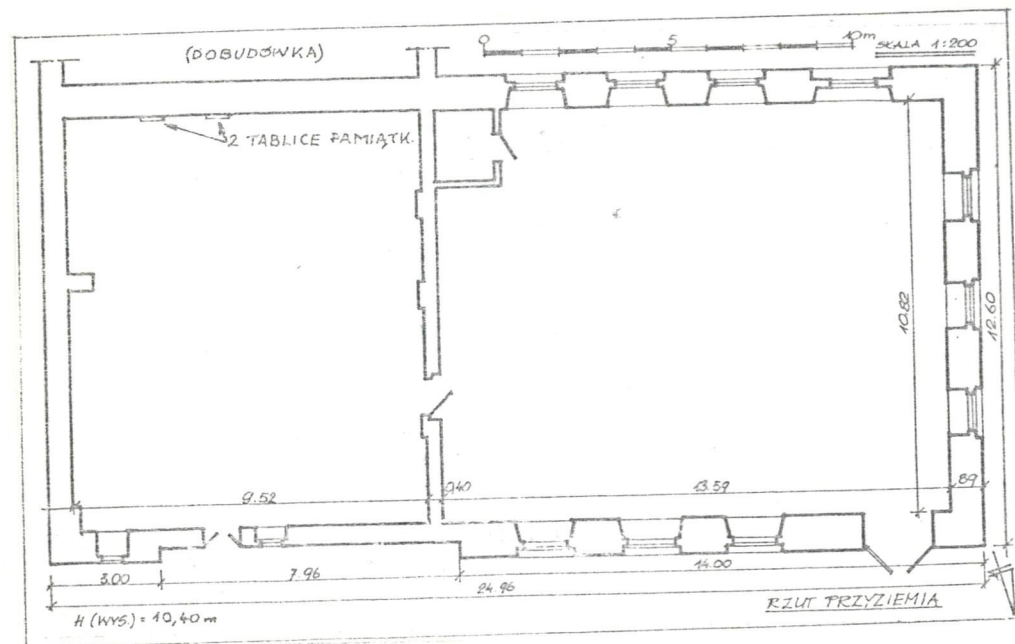 (DOBUDÓWKA)
0 5 10m
SKALA 1:200
2 TABLICE PAMIĄTK.
10.82
12.60
9.52
0,40
13.59
89
3.00
7.96
14.00
24.96
H (WYS.) = 10,40 m
RZUT PRZYZIEMIA